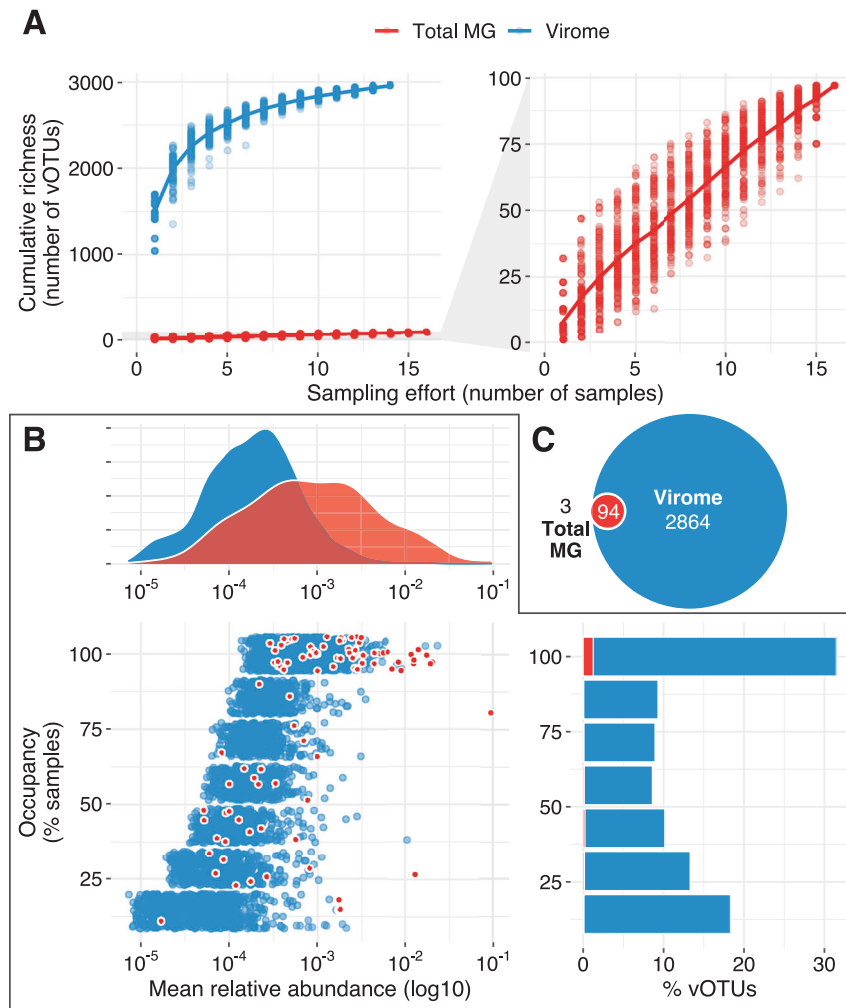 A
Total MG
Virome
Cumulative richness
(number of vOTUs)
3000
2000
1000
0
0
5
10
15
100
75
50
25
0
0
5
10
15
Sampling effort (number of samples)
B
10-5
10-4
10-3
10-2
10-1
C
3
Total
MG
94
Virome
2864
Occupancy
(% samples)
100
75
50
25
10-5
10-4
10-3
10-2
10-1
Mean relative abundance (log10)
100
75
50
25
0
10
20
30
% vOTUs